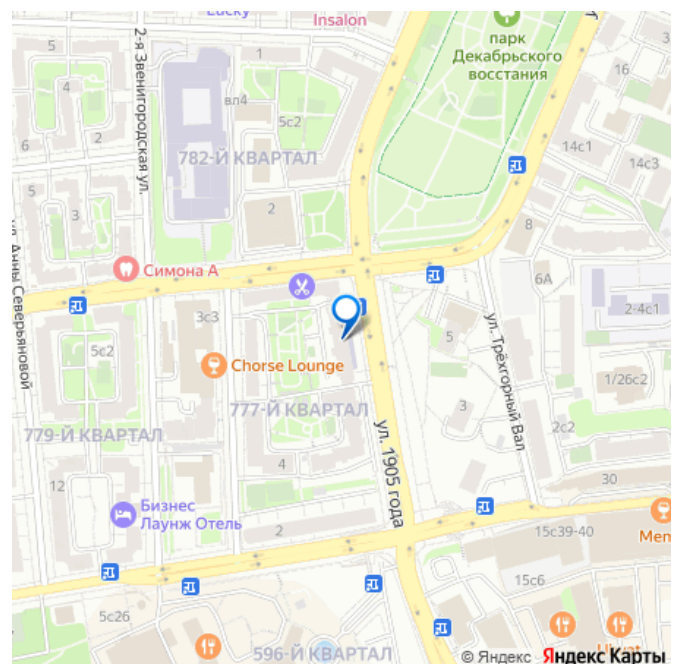 Lucky
Insalon
парк
Декабрьского
восстания
2-я Звенигородская ул.
1
4
вл4
5с2
782-Й КВАРТАЛ
6
2
5
3
2
16
14с1
14с3
8
6А
Симона А
ул. Анны Северьяновой
3с3
5с2
Chorse Lounge
777-Й КВАРТАЛ
779-Й КВАРТАЛ
5
3
ул. Трёхгорный Вал
2-4с1
1/26с2
2с2
ул. 1905 года
4
12
Бизнес
Лаунж Отель
2
30
15с39-40
15с6
5с26
596-Й КВАРТАЛ
© Яндекс
Яндекс Карты